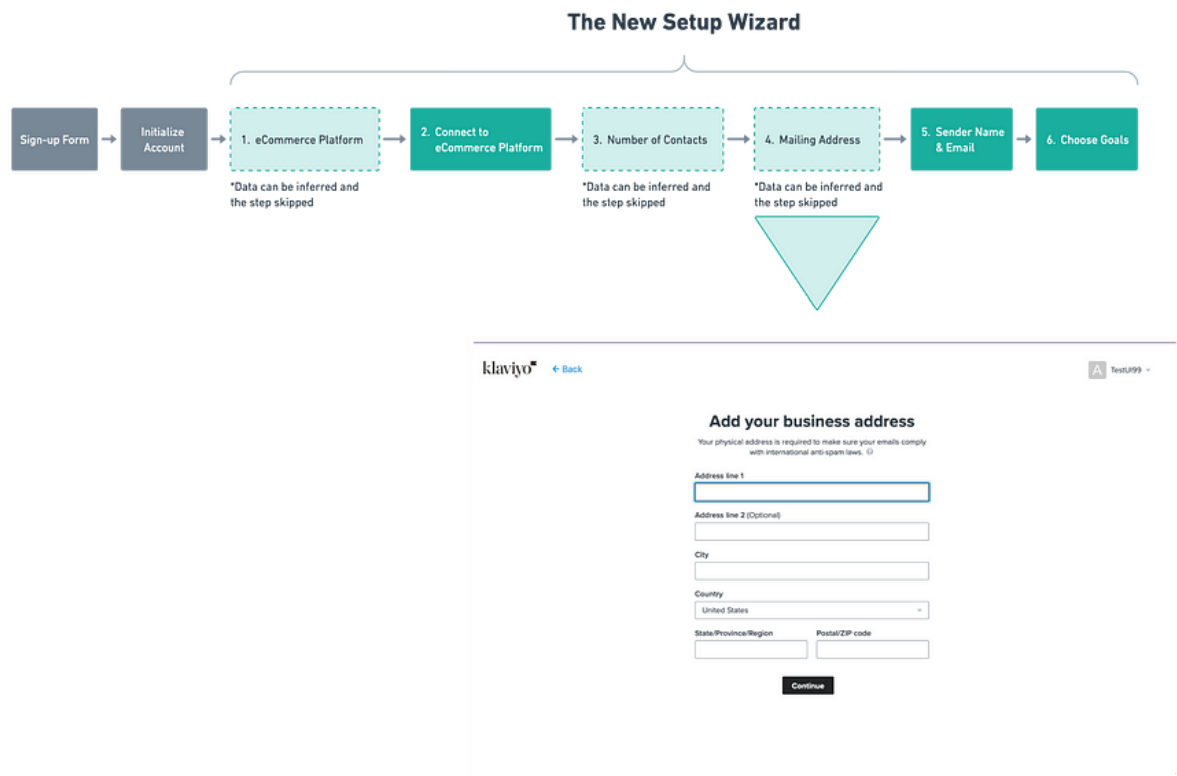 The New Setup Wizard
Sign-up Form
Initialize
Account
1. eCommerce Platform
2. Connect to
eCommerce Platform
3. Number of Contacts
4. Mailing Address
5. Sender Name
& Email
6. Choose Goals
*Data can be inferred and
the step skipped
*Data can be inferred and
the step skipped
*Data can be inferred and
the step skipped
klaviyo
← Back
A TestUI99
Add your business address
Your physical address is required to make sure your emails comply
with international anti-spam laws.
Address line 1
Address line 2 (Optional)
City
Country
United States
State/Province/Region
Postal/ZIP code
Continue